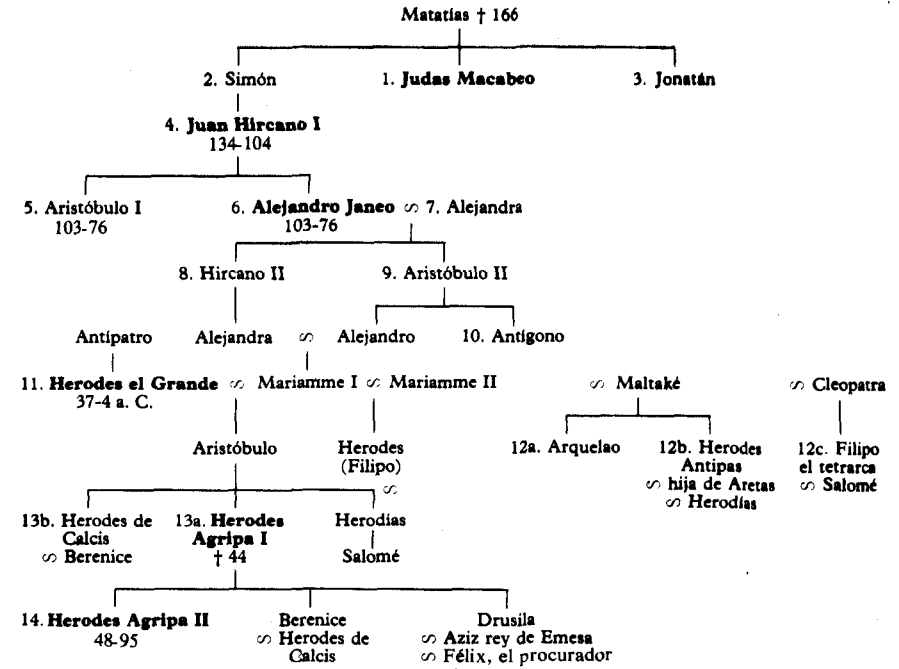 Matatías † 166
2. Simón 1. Judas Macabeo 3. Jonatán
4. Juan Hircano I
134-104
5. Aristóbulo I 6. Alejandro Janeo ∽ 7. Alejandra
103-76 103-76
8. Hircano II 9. Aristóbulo II
Antípatro Alejandra ∽ Alejandro 10. Antígono
11. Herodes el Grande ∽ Mariamme I ∽ Mariamme II ∽ Maltaké ∽ Cleopatra
37-4 a. C.
Aristóbulo Herodes 12a. Arquelao 12b. Herodes 12c. Filipo
(Filipo) Antipas el tetrarca
∽ hija de Aretas ∽ Salomé
∽ ∽ Herodías
13b. Herodes de 13a. Herodes Herodías
Calcis Agripa I
∽ Berenice † 44 Salomé
14. Herodes Agripa II Berenice Drusila
48-95 ∽ Herodes de ∽ Aziz rey de Emesa
Calcis ∽ Félix, el procurador